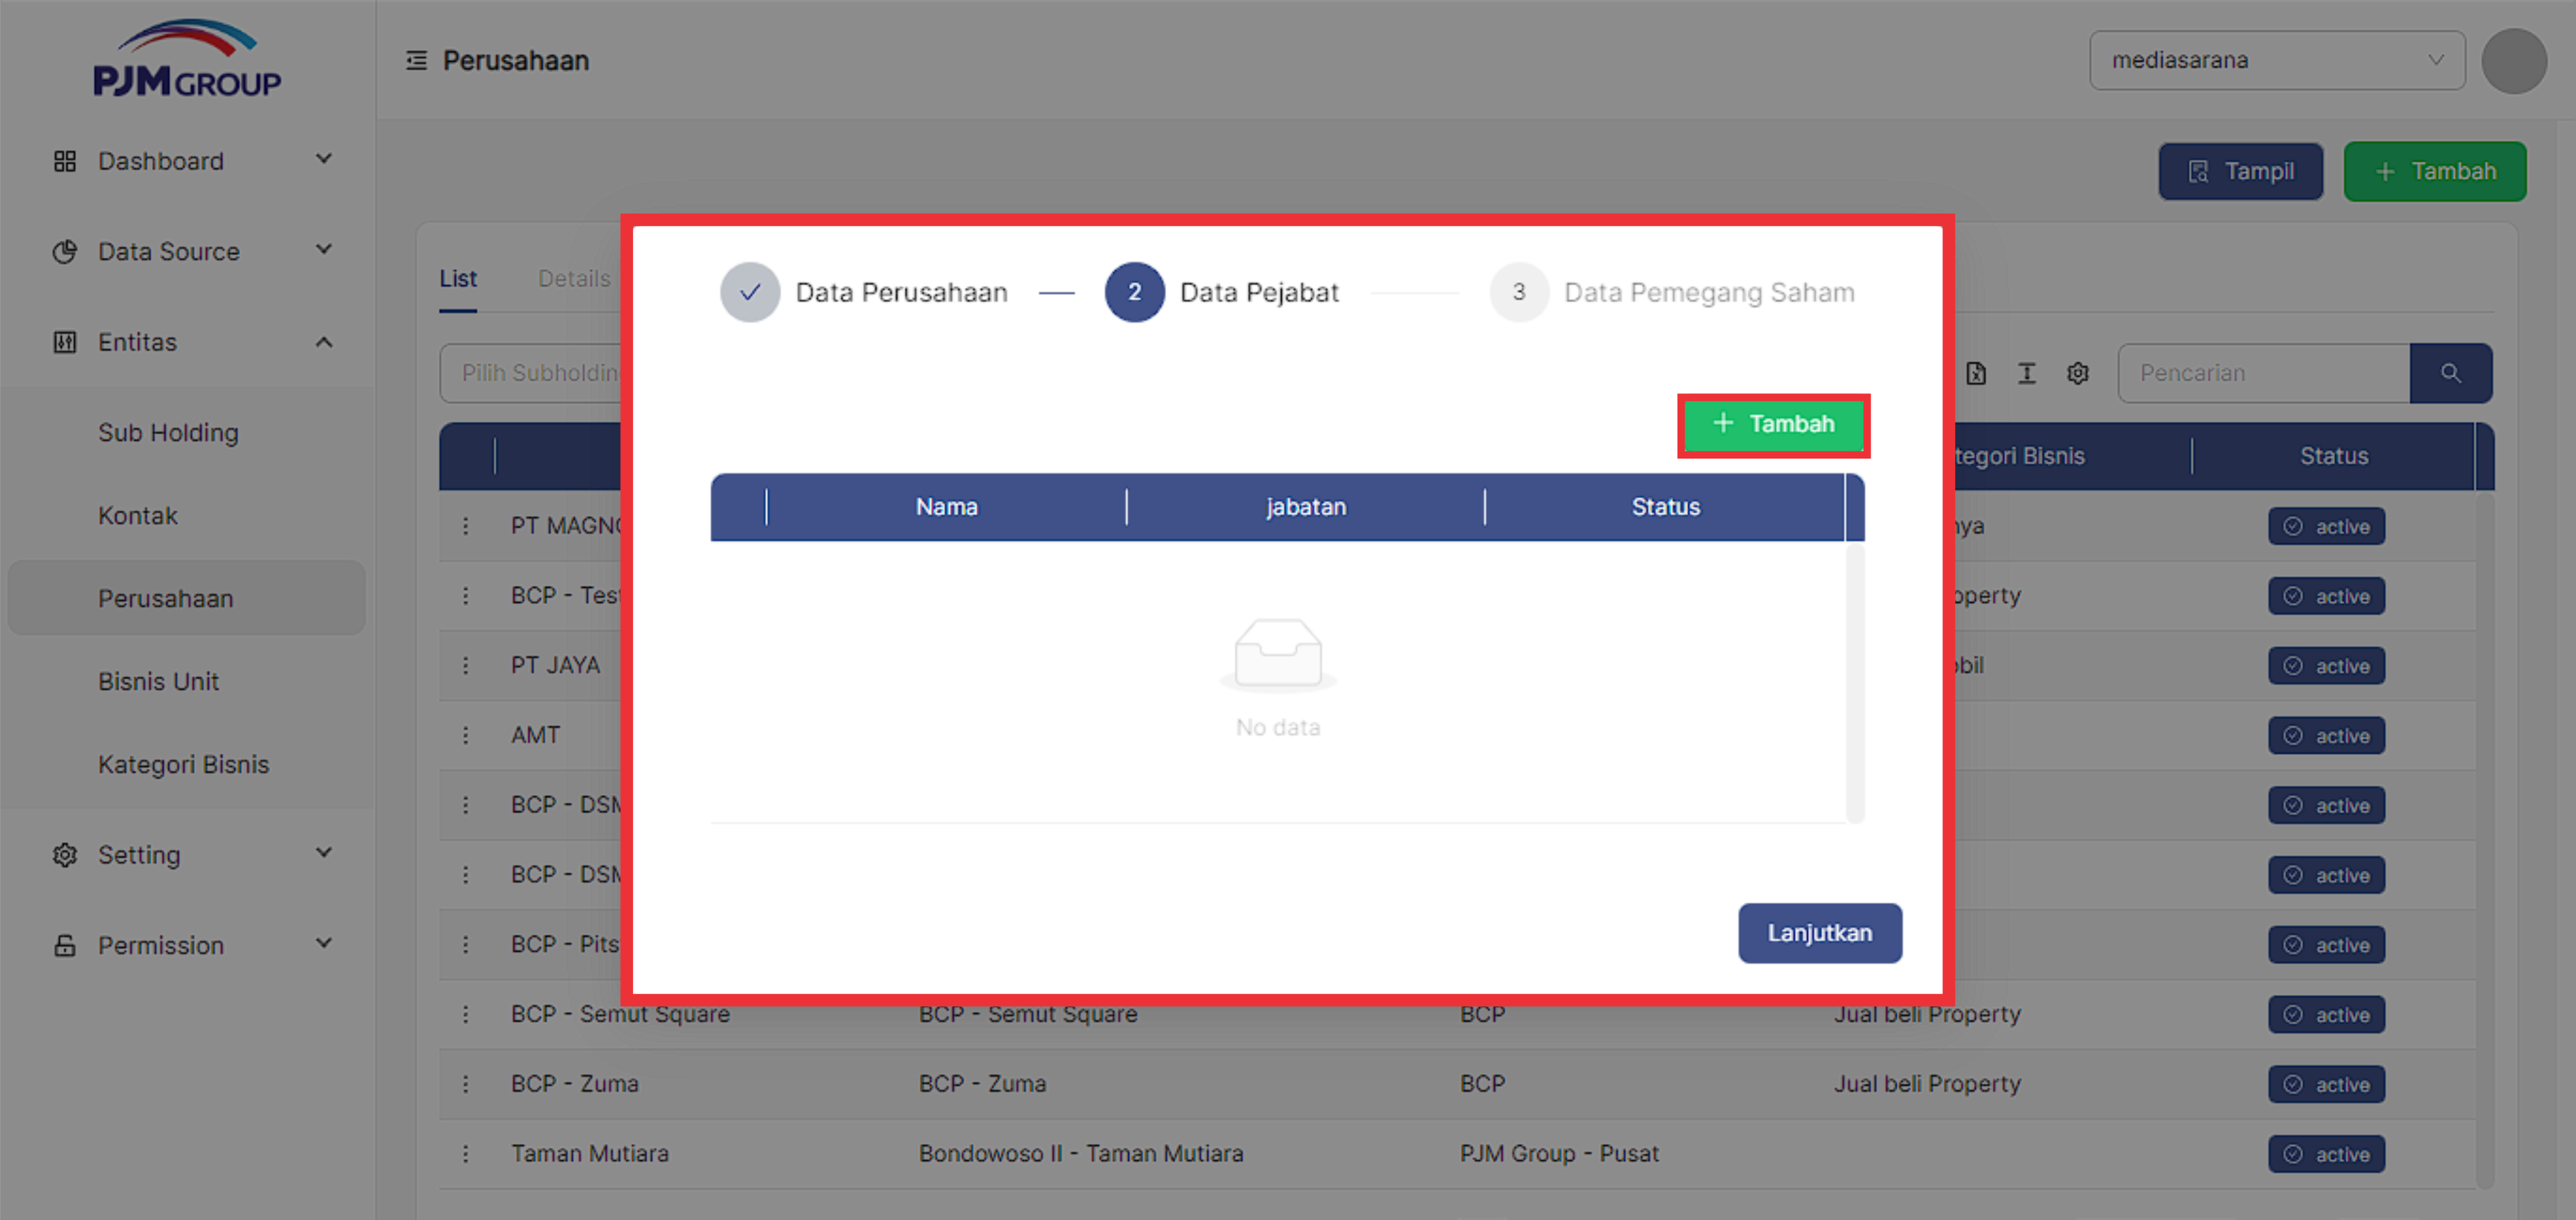 PJM GROUP
Perusahaan
mediasarana
Dashboard
Data Source
Entitas
Sub Holding
Kontak
Perusahaan
Bisnis Unit
Kategori Bisnis
Setting
Permission
Tampil
+ Tambah
List Details
Pilih Subholdin
Pencarian
tegori Bisnis Status
Data Perusahaan
2 Data Pejabat
3 Data Pemegang Saham
+ Tambah
Nama jabatan Status
No data
Lanjutkan
PT MAGNO active
BCP - Test operty active
PT JAYA obil active
AMT active
BCP - DSM active
BCP - DSM active
BCP - Pits active
BCP - Semut Square BCP - Semut Square BCP Jual beli Property active
BCP - Zuma BCP - Zuma BCP Jual beli Property active
Taman Mutiara Bondowoso II - Taman Mutiara PJM Group - Pusat active